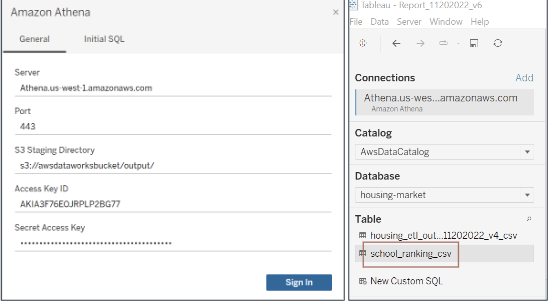 Amazon Athena
×
General
Initial SQL
Server
Athena.us-west-1.amazonaws.com
Port
443
S3 Staging Directory
s3://awsdataworksbucket/output/
Access Key ID
AKIA3F76EOJRPLP2BG77
Secret Access Key
••••••••••••••••••••••••••••••••••••••••
Sign In
Tableau - Report_11202022_v6
File Data Server Window Help
Connections Add
Athena.us-wes...amazonaws.com
Amazon Athena
Catalog
AwsDataCatalog
Database
housing-market
Table
housing_etl_out...11202022_v4_csv
school_ranking_csv
New Custom SQL